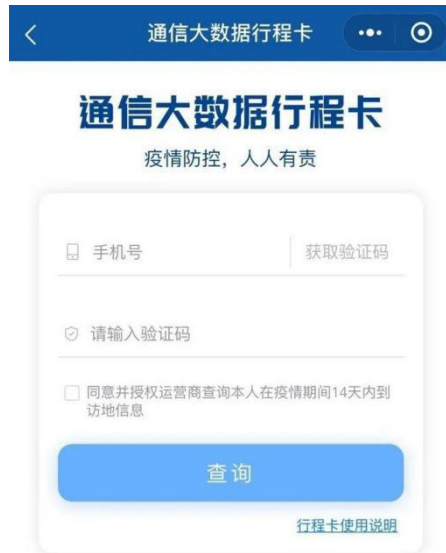 通信大数据行程卡
通信大数据行程卡
疫情防控，人人有责
手机号 获取验证码
请输入验证码
同意并授权运营商查询本人在疫情期间14天内到
访地信息
查询
行程卡使用说明